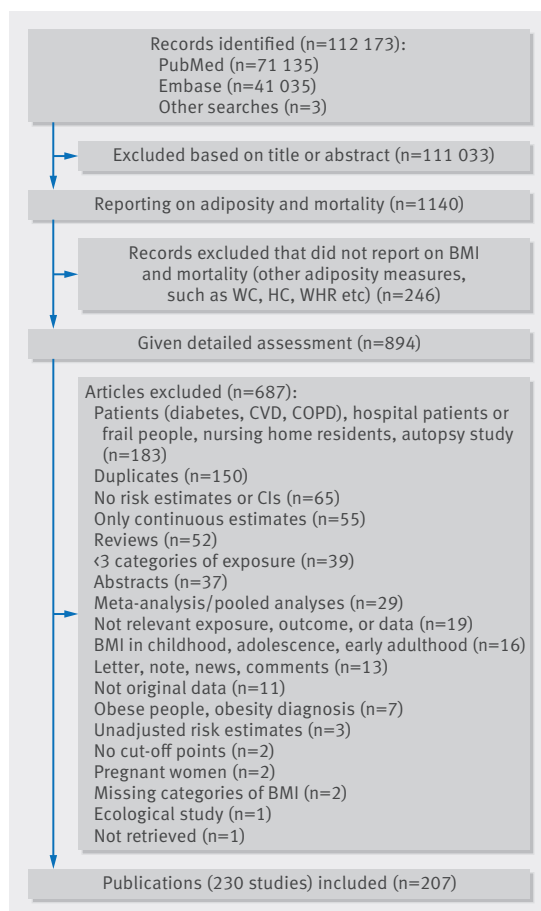 Records identified (n=112 173):
PubMed (n=71 135)
Embase (n=41 035)
Other searches (n=3)
Excluded based on title or abstract (n=111 033)
Reporting on adiposity and mortality (n=1140)
Records excluded that did not report on BMI
and mortality (other adiposity measures,
such as WC, HC, WHR etc) (n=246)
Given detailed assessment (n=894)
Articles excluded (n=687):
Patients (diabetes, CVD, COPD), hospital patients or
frail people, nursing home residents, autopsy study
(n=183)
Duplicates (n=150)
No risk estimates or CIs (n=65)
Only continuous estimates (n=55)
Reviews (n=52)
<3 categories of exposure (n=39)
Abstracts (n=37)
Meta-analysis/pooled analyses (n=29)
Not relevant exposure, outcome, or data (n=19)
BMI in childhood, adolescence, early adulthood (n=16)
Letter, note, news, comments (n=13)
Not original data (n=11)
Obese people, obesity diagnosis (n=7)
Unadjusted risk estimates (n=3)
No cut-off points (n=2)
Pregnant women (n=2)
Missing categories of BMI (n=2)
Ecological study (n=1)
Not retrieved (n=1)
Publications (230 studies) included (n=207)